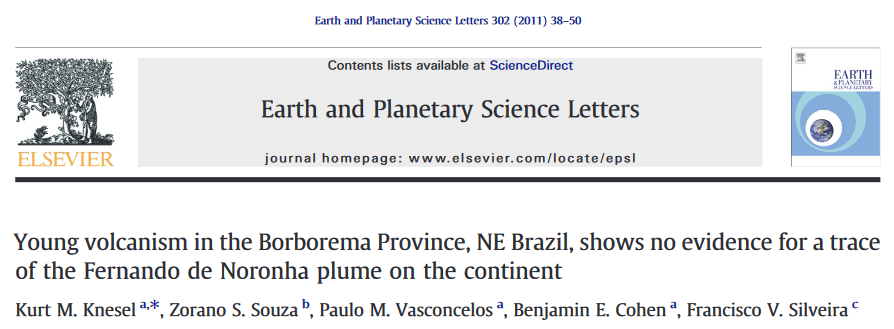 Earth and Planetary Science Letters 302 (2011) 38–50
Contents lists available at ScienceDirect
Earth and Planetary Science Letters
journal homepage: www.elsevier.com/locate/epsl
ELSEVIER
EARTH
& PLANETARY
SCIENCE LETTERS
Young volcanism in the Borborema Province, NE Brazil, shows no evidence for a trace
of the Fernando de Noronha plume on the continent
Kurt M. Knesel a,*, Zorano S. Souza b, Paulo M. Vasconcelos a, Benjamin E. Cohen a, Francisco V. Silveira c